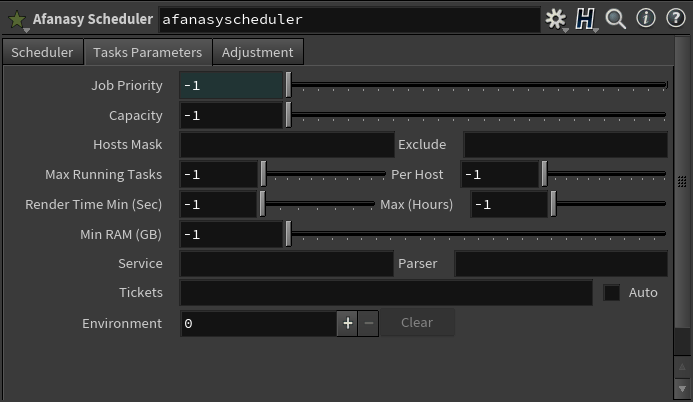 Afanasy Scheduler afanasyscheduler
Scheduler Tasks Parameters Adjustment
Job Priority -1
Capacity -1
Hosts Mask Exclude
Max Running Tasks -1 Per Host -1
Render Time Min (Sec) -1 Max (Hours) -1
Min RAM (GB) -1
Service Parser
Tickets Auto
Environment 0 + − Clear